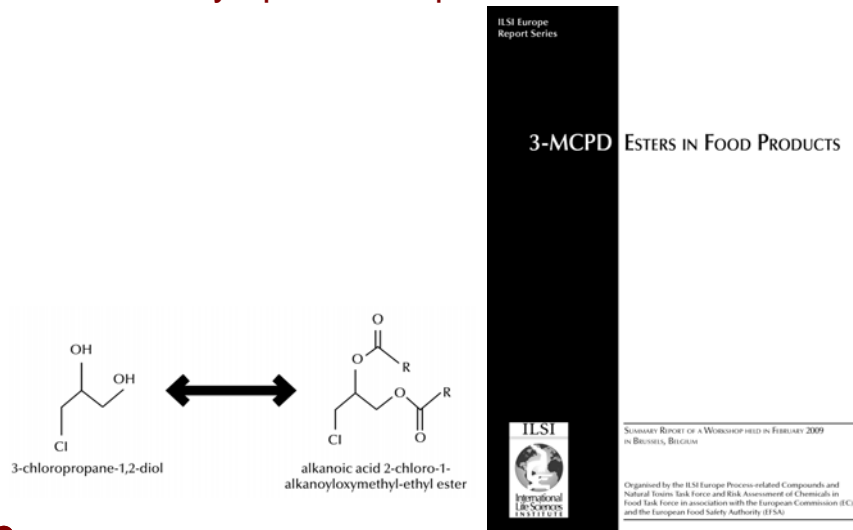 ILSI Europe
Report Series
3-MCPD ESTERS IN FOOD PRODUCTS
O
O
R
OH
OH
Cl
O
R
O
Cl
3-chloropropane-1,2-diol
alkanoic acid 2-chloro-1-
alkanoyloxymethyl-ethyl ester
ILSI
International
Life Sciences
INSTITUTE
SUMMARY REPORT OF A WORKSHOP HELD IN FEBRUARY 2009
IN BRUSSELS, BELGIUM
Organised by the ILSI Europe Process-related Compounds and
Natural Toxins Task Force and Risk Assessment of Chemicals in
Food Task Force in association with the European Commission (EC)
and the European Food Safety Authority (EFSA)